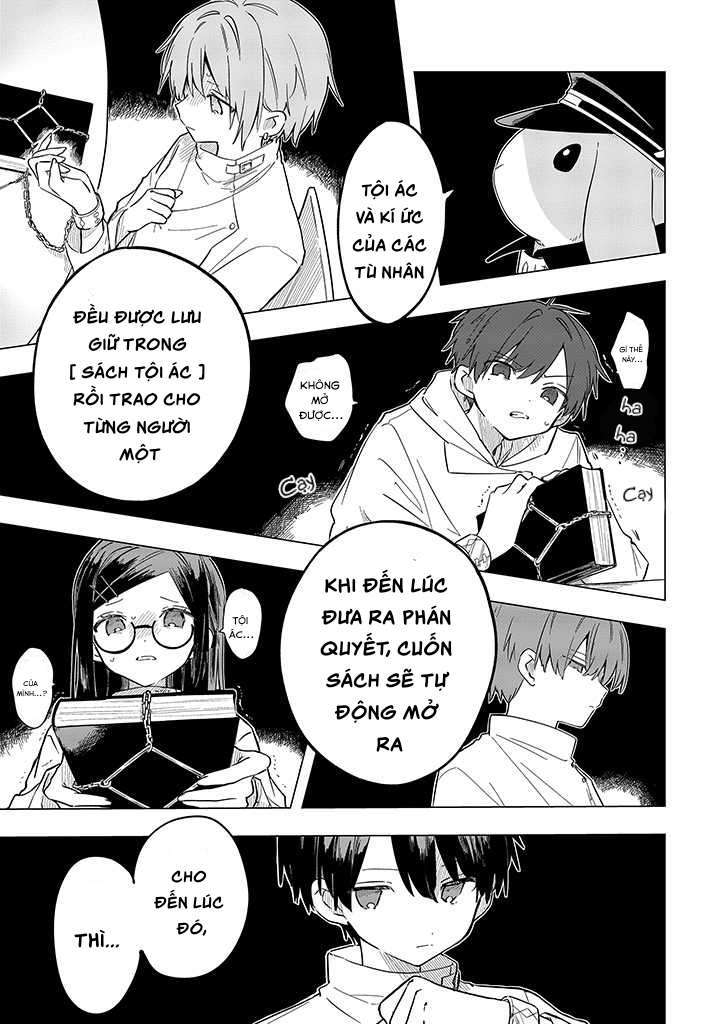 TỘI ÁC
VÀ KÍ ỨC
CỦA CÁC
TÙ NHÂN
ĐỀU ĐƯỢC LƯU
GIỮ TRONG
[ SÁCH TỘI ÁC ]
RỒI TRAO CHO
TỪNG NGƯỜI
MỘT
GÌ THẾ
NÀY...
ha
ha...
KHÔNG
MỞ
ĐƯỢC...
Cạy
Cạy
KHI ĐẾN LÚC
ĐƯA RA PHÁN
QUYẾT, CUỐN
SÁCH SẼ TỰ
ĐỘNG MỞ
RA
TỘI
ÁC...
CỦA
MÌNH...?
CHO
ĐẾN LÚC
ĐÓ,
THÌ...